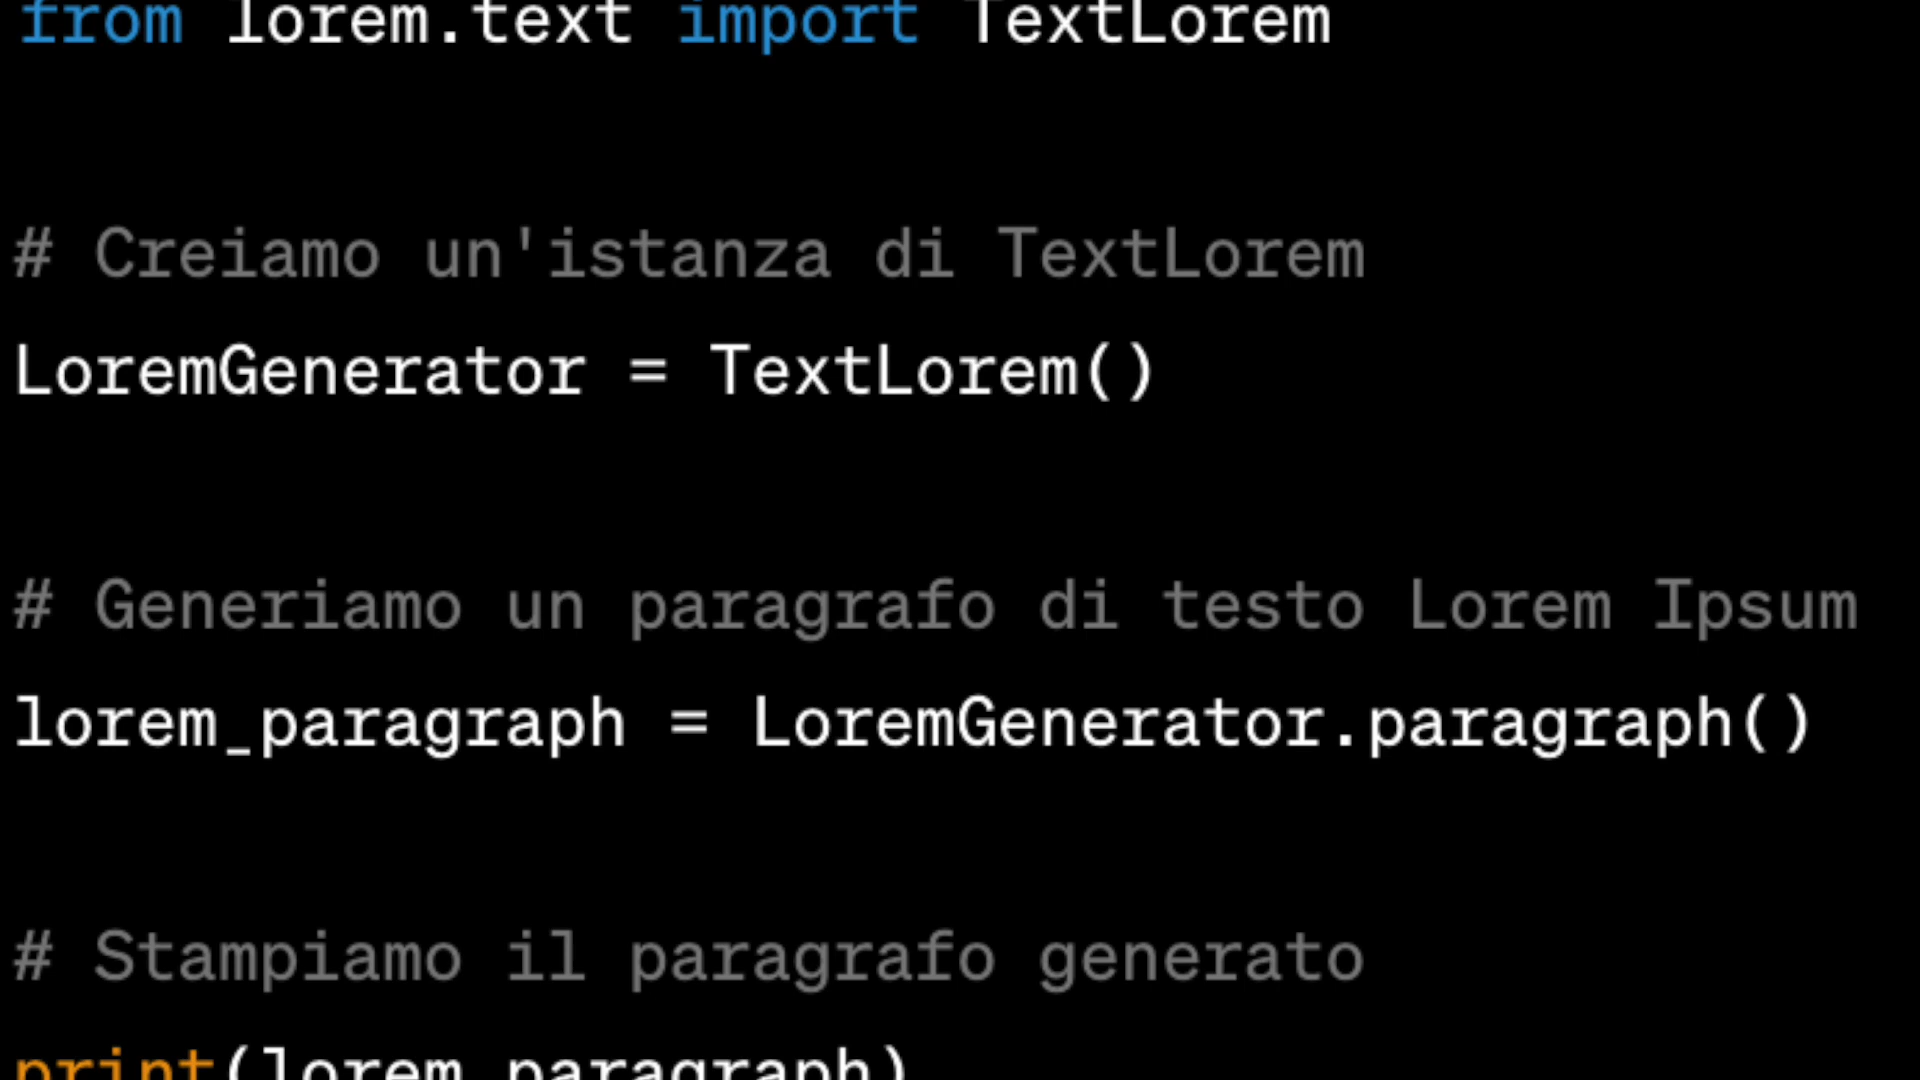 from lorem.text import TextLorem
# Creiamo un'istanza di TextLorem
LoremGenerator = TextLorem()
# Generiamo un paragrafo di testo Lorem Ipsum
lorem_paragraph = LoremGenerator.paragraph()
# Stampiamo il paragrafo generato
print(lorem_paragraph)